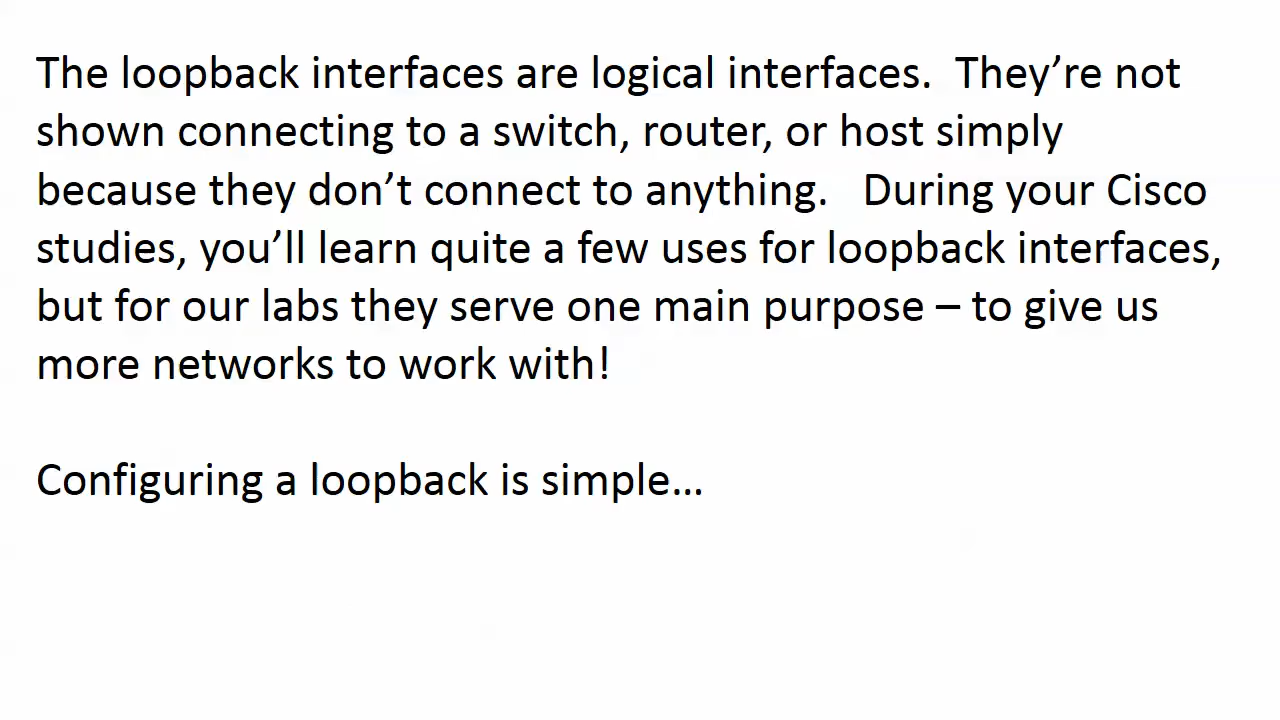 The loopback interfaces are logical interfaces.  They’re not
shown connecting to a switch, router, or host simply
because they don’t connect to anything.   During your Cisco
studies, you’ll learn quite a few uses for loopback interfaces,
but for our labs they serve one main purpose – to give us
more networks to work with!
Configuring a loopback is simple…